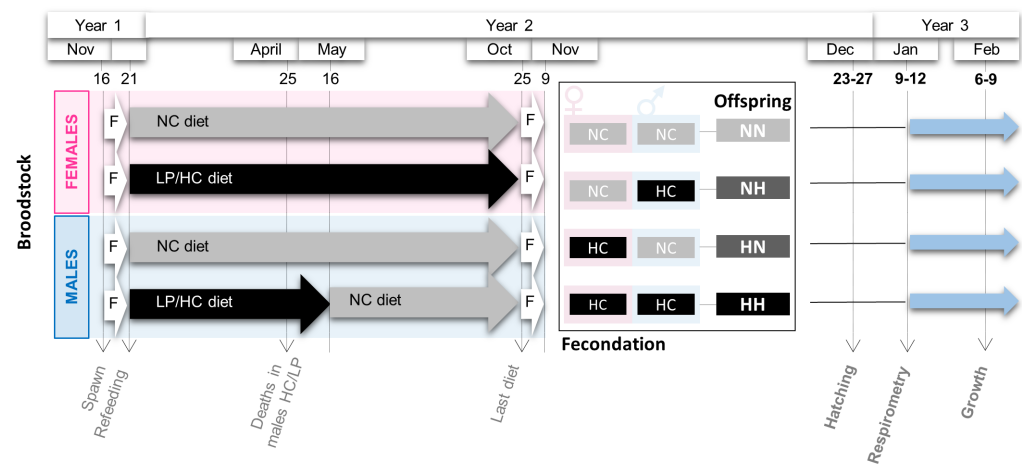 Year 1
Year 2
Year 3
Nov
April
May
Oct
Nov
Dec
Jan
Feb
16
21
25
16
25
9
23-27
9-12
6-9
Broodstock
FEMALES
F
NC diet
F
F
LP/HC diet
F
MALES
F
NC diet
F
F
LP/HC diet
NC diet
F
♀
♂
Offspring
NC
NC
NN
NC
HC
NH
HC
NC
HN
HC
HC
HH
Fecondation
Spawn
Refeeding
Deaths in
males HC/LP
Last diet
Hatching
Respirometry
Growth